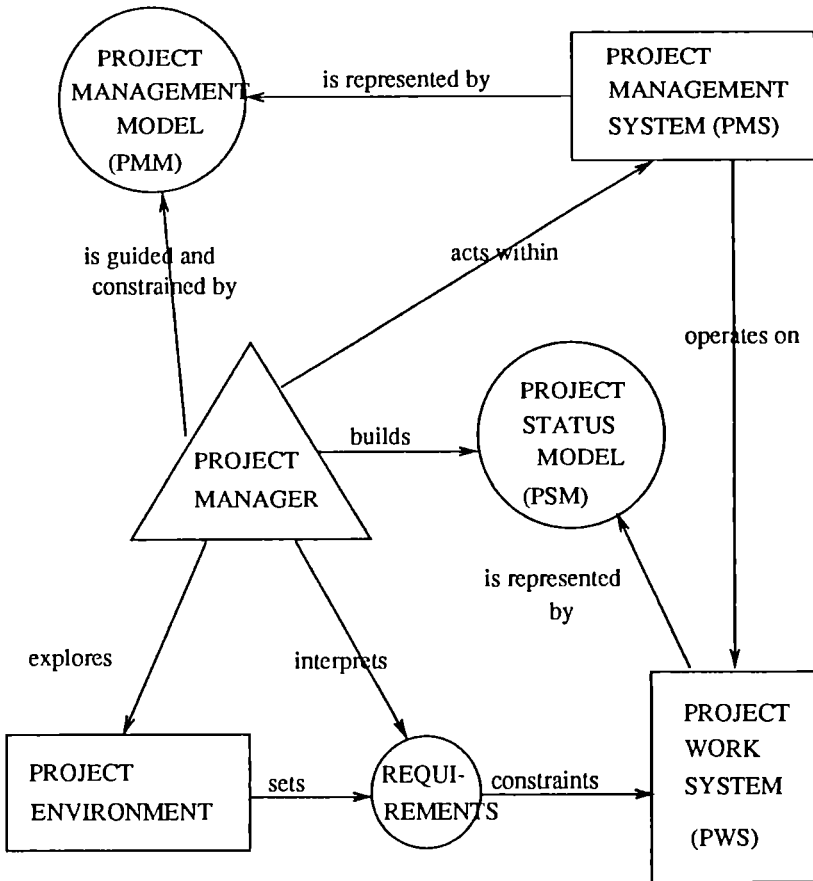 PROJECT
MANAGEMENT
MODEL
(PMM)
is represented by
PROJECT
MANAGEMENT
SYSTEM (PMS)
is guided and
constrained by
acts within
operates on
PROJECT
STATUS
MODEL
(PSM)
builds
PROJECT
MANAGER
is represented
by
explores
interprets
PROJECT
ENVIRONMENT
sets
REQUI-
REMENTS
constraints
PROJECT
WORK
SYSTEM
(PWS)